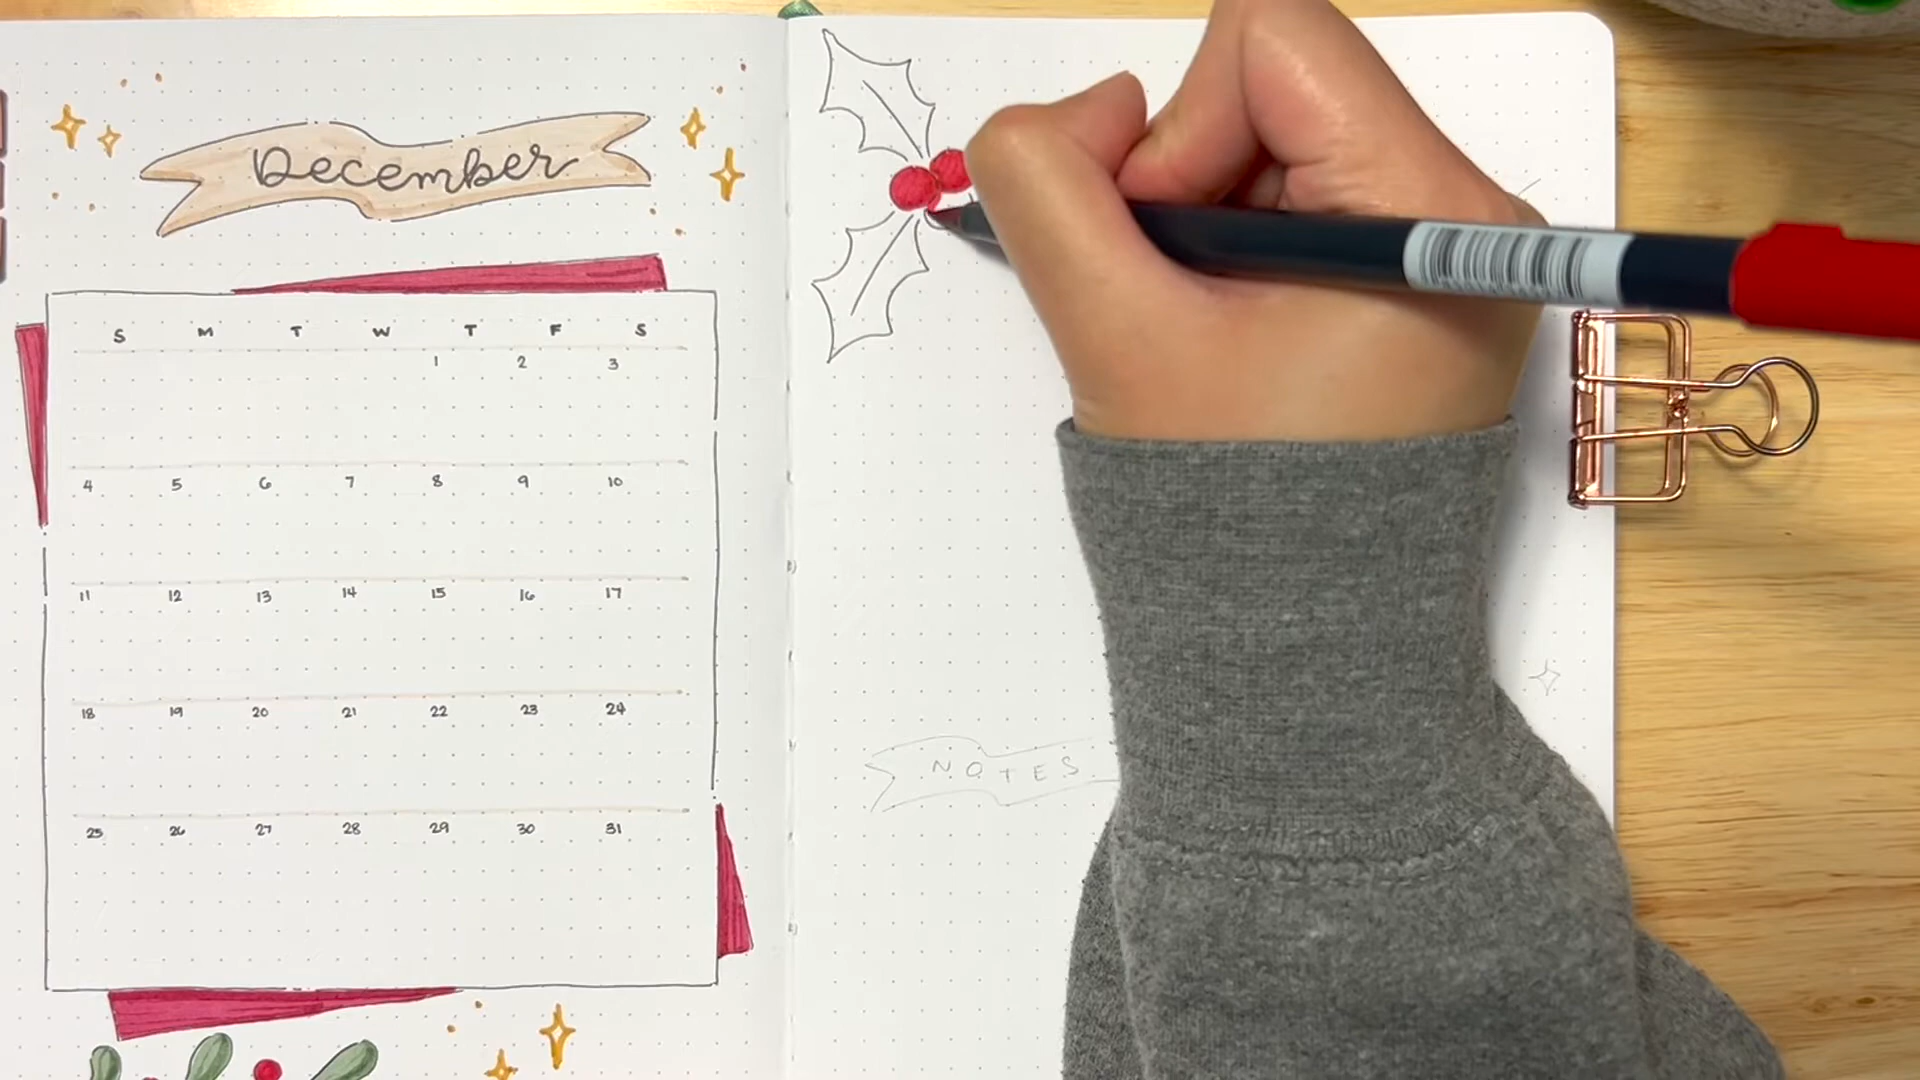 December
S M T W T F S
1 2 3
4 5 6 7 8 9 10
11 12 13 14 15 16 17
18 19 20 21 22 23 24
25 26 27 28 29 30 31
NOTES